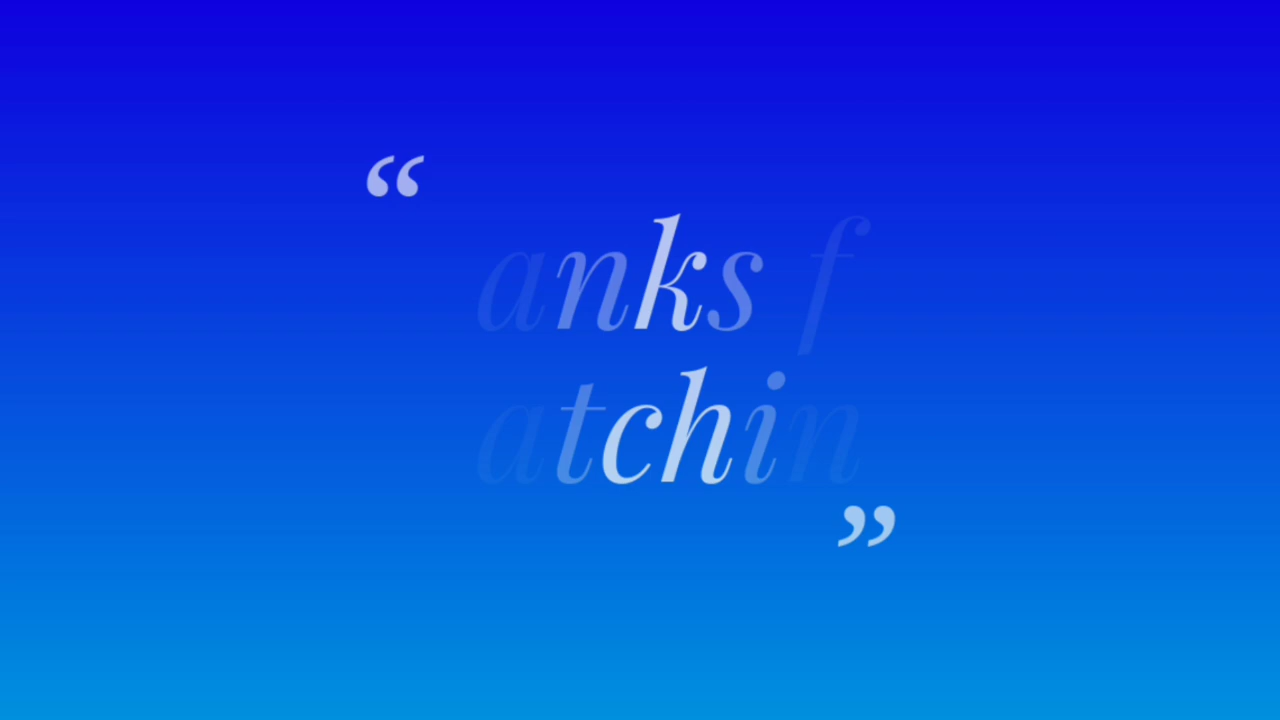 “
anks f
atchin
”